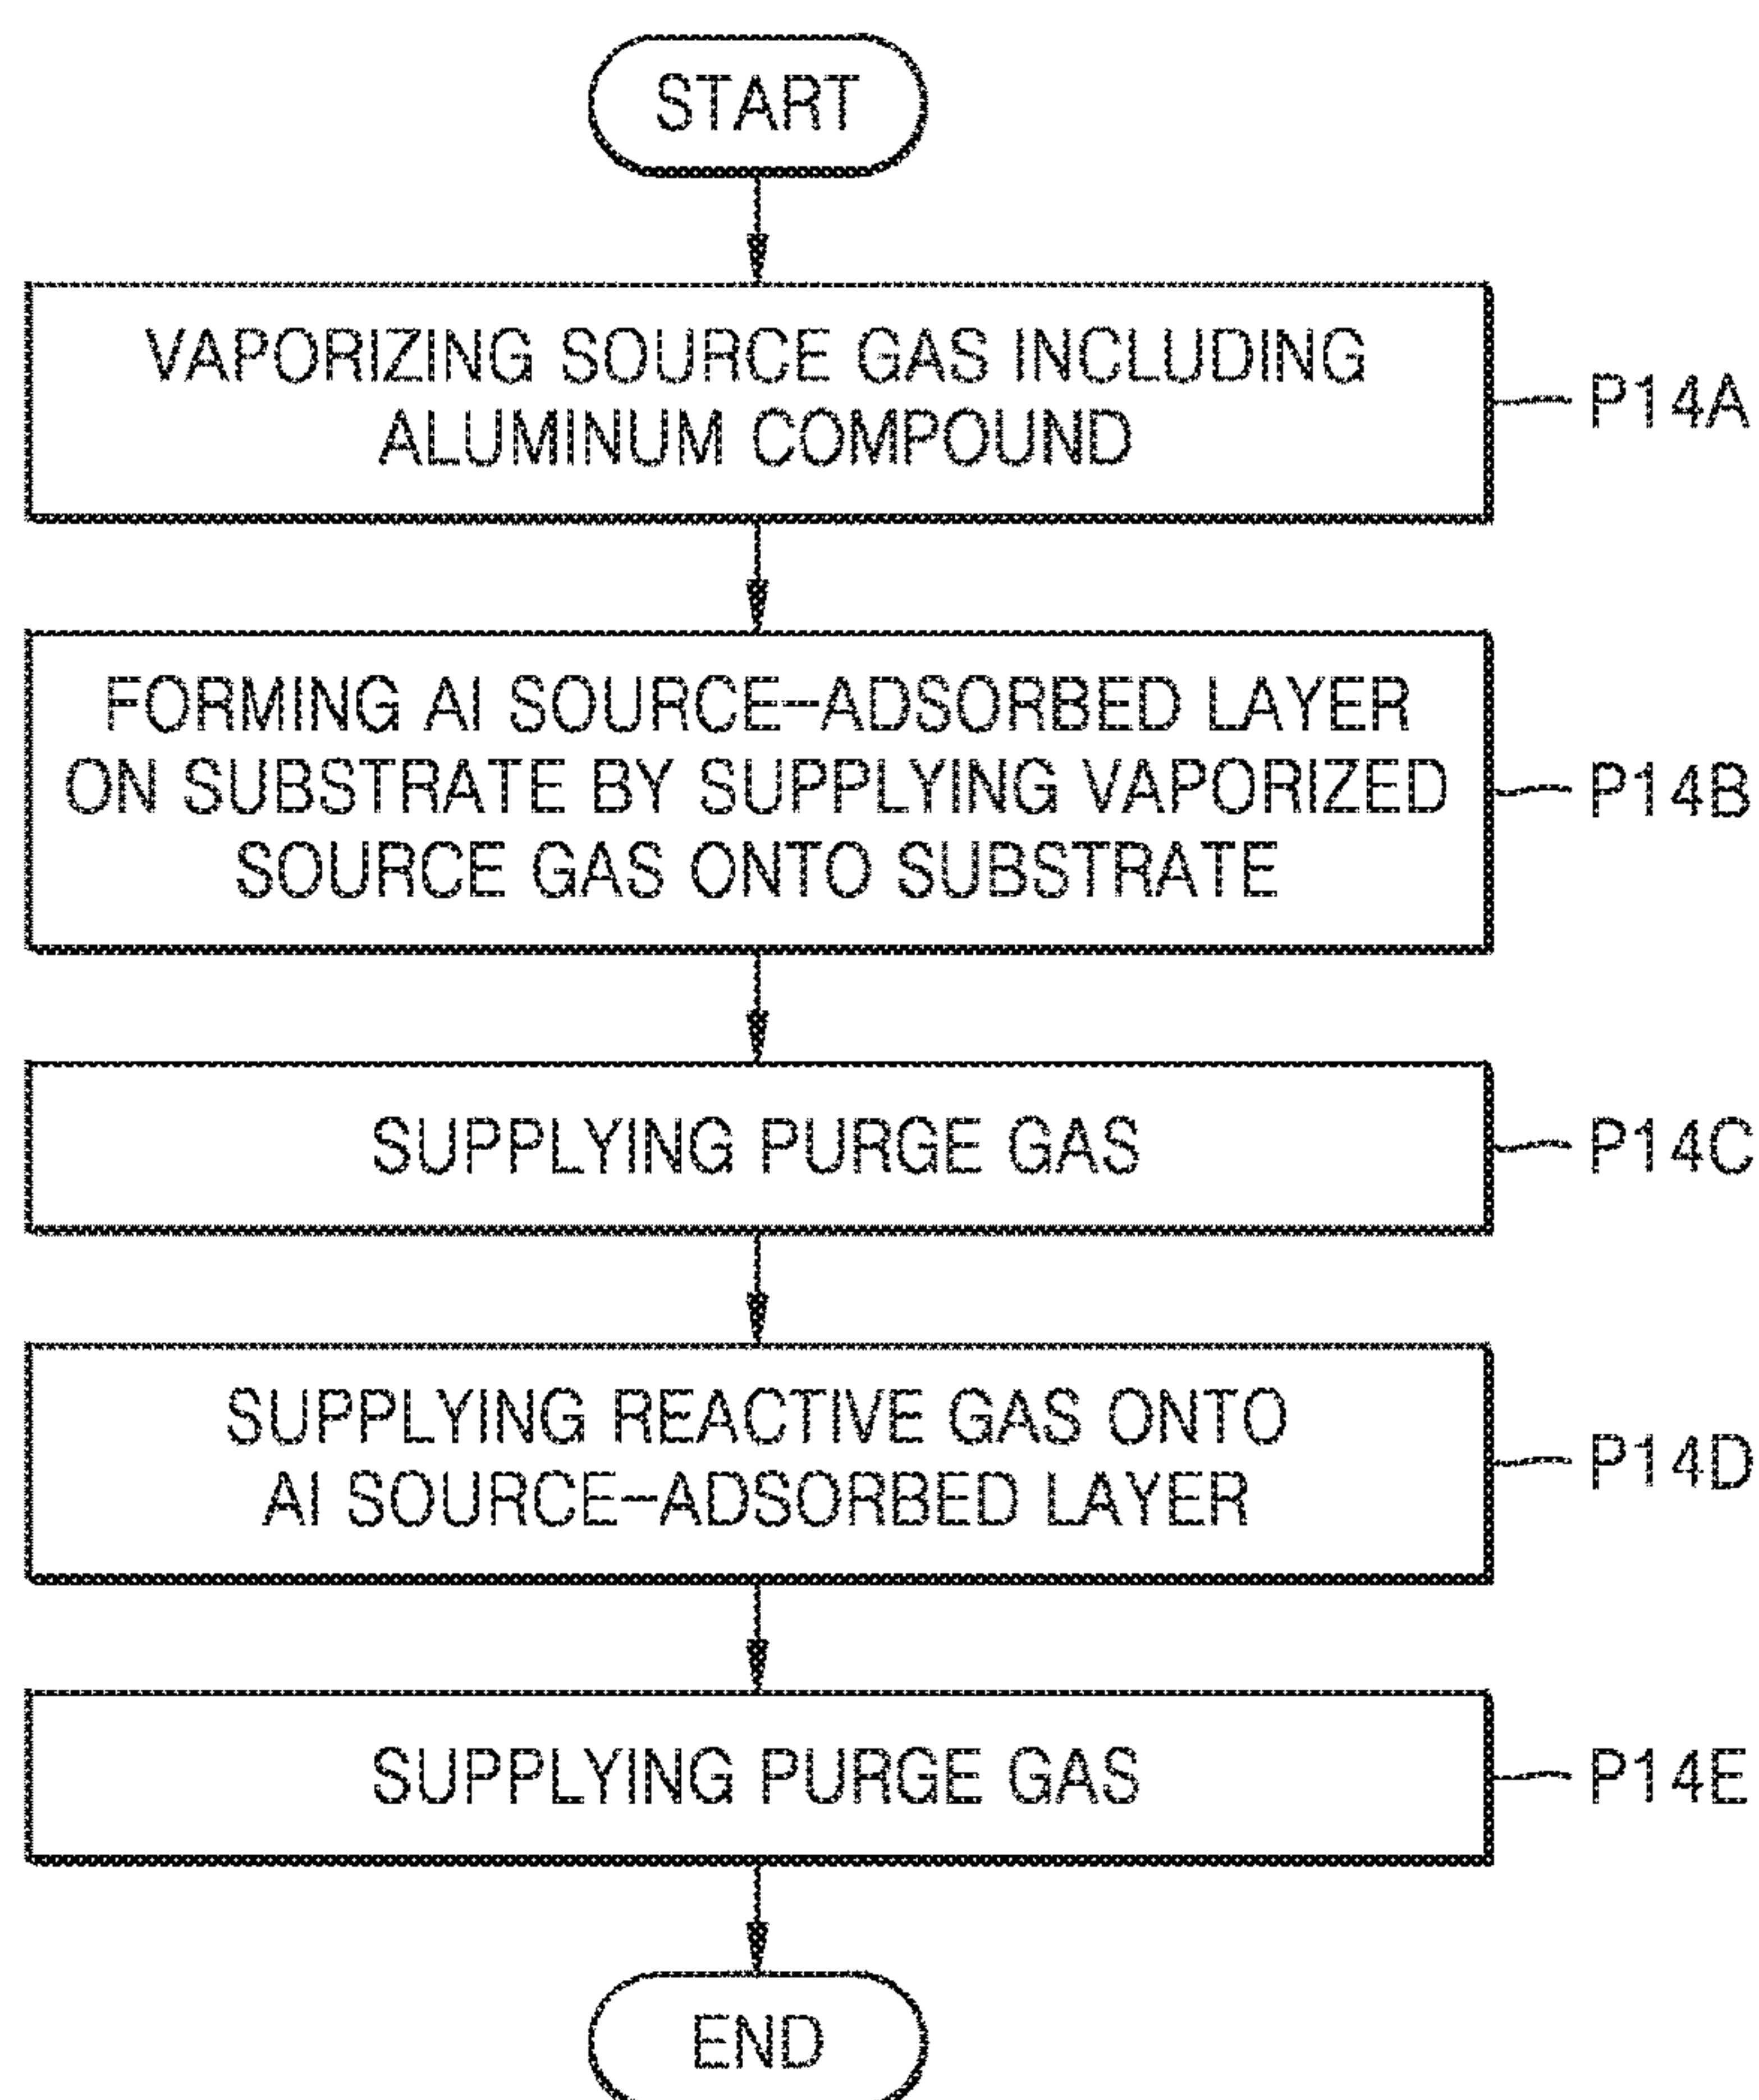 START
VAPORIZING SOURCE GAS INCLUDING
ALUMINUM COMPOUND
P14A
FORMING Al SOURCE-ADSORBED LAYER
ON SUBSTRATE BY SUPPLYING VAPORIZED
SOURCE GAS ONTO SUBSTRATE
P14B
SUPPLYING PURGE GAS
P14C
SUPPLYING REACTIVE GAS ONTO
Al SOURCE-ADSORBED LAYER
P14D
SUPPLYING PURGE GAS
P14E
END